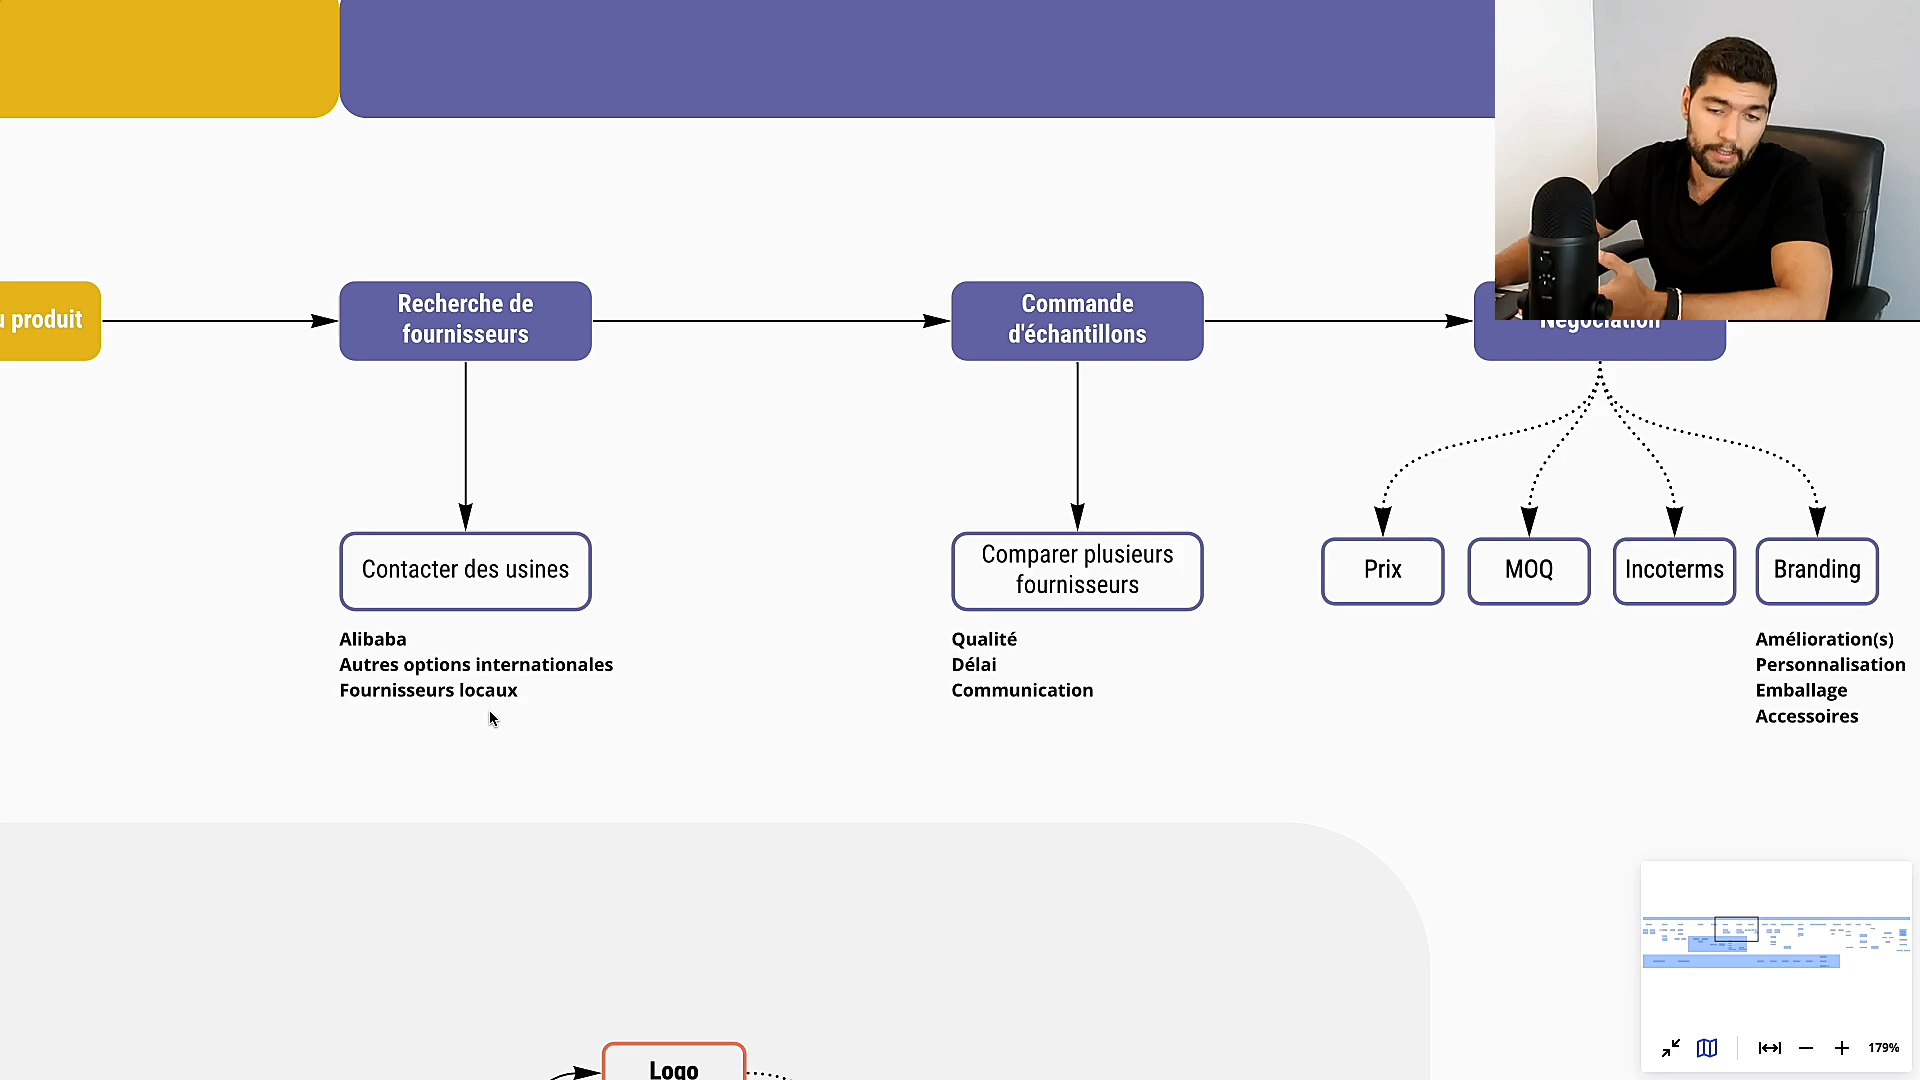 u produit
Recherche de
fournisseurs
Commande
d'échantillons
Négociation
Contacter des usines
Comparer plusieurs
fournisseurs
Prix
MOQ
Incoterms
Branding
Alibaba
Autres options internationales
Fournisseurs locaux
Qualité
Délai
Communication
Amélioration(s)
Personnalisation
Emballage
Accessoires
Logo
179%